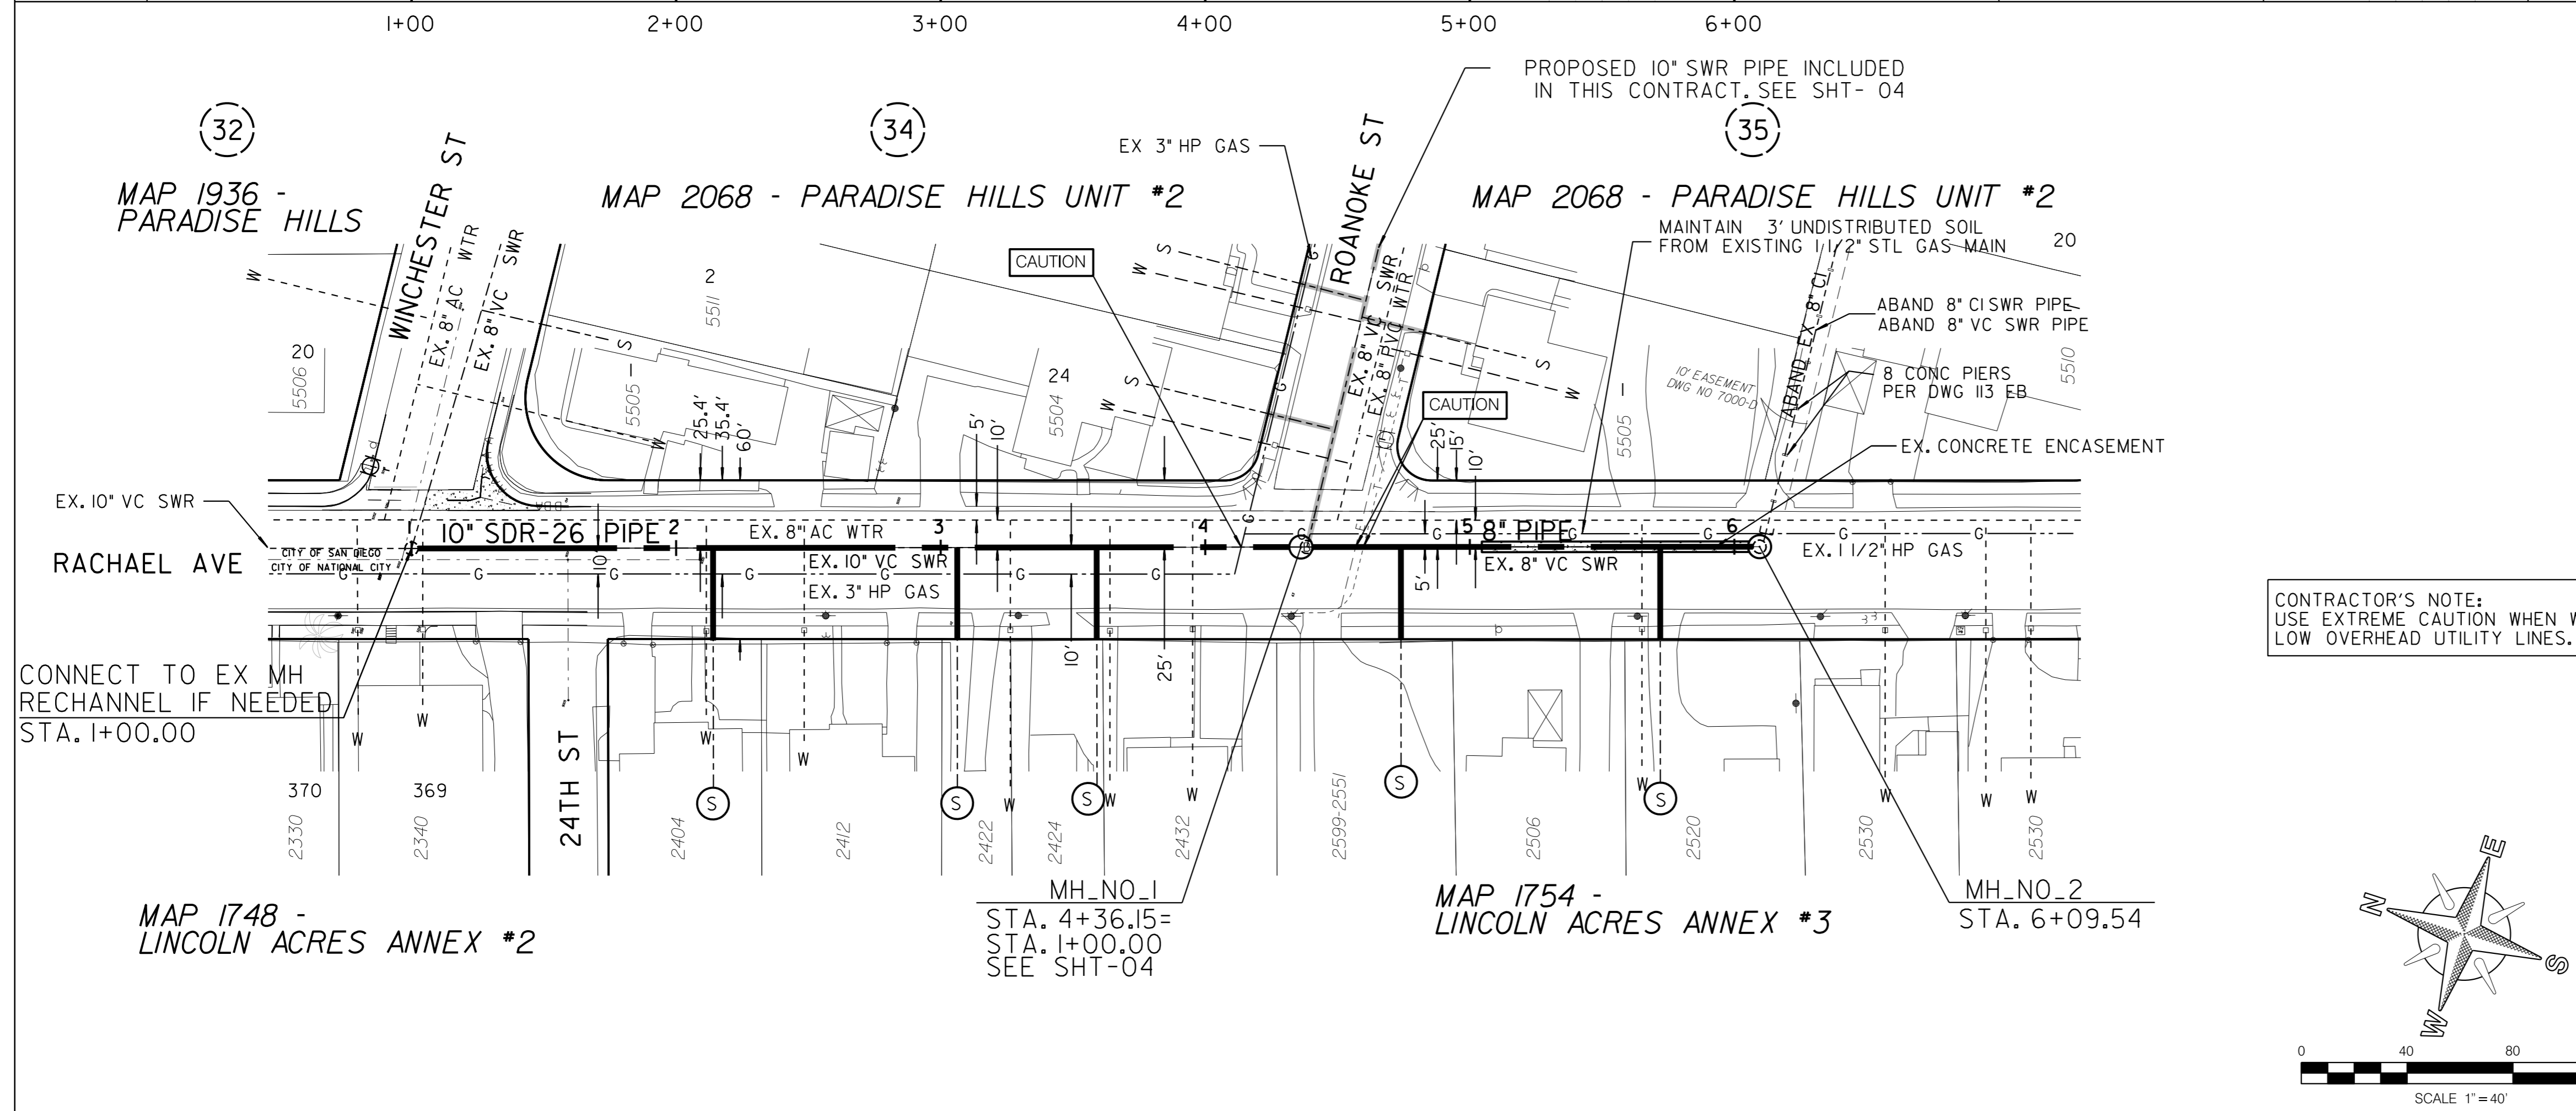 1+00
2+00
3+00
4+00
5+00
6+00
PROPOSED 10" SWR PIPE INCLUDED
IN THIS CONTRACT. SEE SHT- 04
32
34
35
EX 3" HP GAS
MAP 1936 -
PARADISE HILLS
MAP 2068 - PARADISE HILLS UNIT #2
MAP 2068 - PARADISE HILLS UNIT #2
MAINTAIN 3' UNDISTRIBUTED SOIL
FROM EXISTING 1 1/2" STL GAS MAIN
20
WINCHESTER ST
EX. 8" AC WTR
EX. 8" VC SWR
CAUTION
ROANOKE ST
EX. 8" VC SWR
EX. 8" PVC WTR
ABAND EX. 8" CI
ABAND 8" CI SWR PIPE
ABAND 8" VC SWR PIPE
8 CONC PIERS
PER DWG 113 EB
EX. CONCRETE ENCASEMENT
10' EASEMENT
DWG NO 7000-D
CAUTION
20
5506
2
5511
1
5505
24
5504
1
5505
5510
25.4'
35.4'
60'
5'
10'
25'
15'
10'
S
W
S
W
S
W
S
W
W
W
EX. 10" VC SWR
RACHAEL AVE
CITY OF SAN DIEGO
CITY OF NATIONAL CITY
1
10" SDR-26 PIPE
2
EX. 8" AC WTR
3
4
8" PIPE
5
6
EX. 10" VC SWR
EX. 3" HP GAS
EX. 8" VC SWR
EX. 1 1/2" HP GAS
G
G
G
G
G
G
G
G
G
G
G
10'
10'
25'
5'
CONNECT TO EX MH
RECHANNEL IF NEEDED
STA. 1+00.00
24TH ST
W
W
W
W
W
W
W
W
W
W
W
S
S
S
S
S
370
369
2330
2340
2404
2412
2422
2424
2432
2599-2551
2506
2520
2530
2530
MAP 1748 -
LINCOLN ACRES ANNEX #2
MH_NO_1
STA. 4+36.15=
STA. 1+00.00
SEE SHT-04
MAP 1754 -
LINCOLN ACRES ANNEX #3
MH_NO_2
STA. 6+09.54
CONTRACTOR'S NOTE:
USE EXTREME CAUTION WHEN W
LOW OVERHEAD UTILITY LINES.
N
E
S
W
0
40
80
SCALE 1"=40'